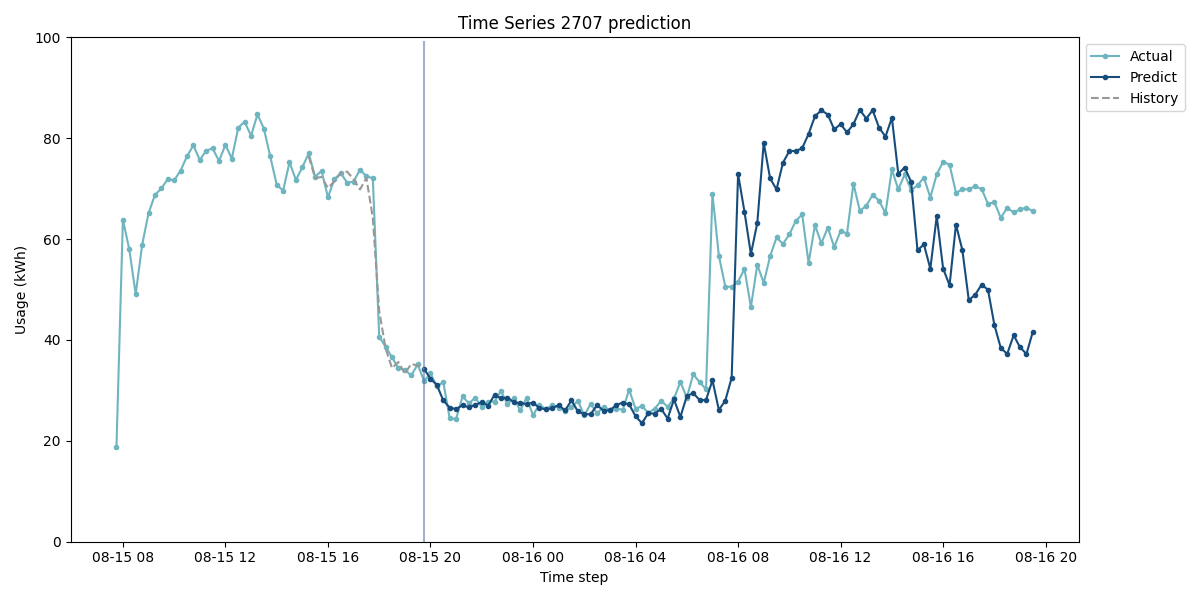 Time Series 2707 prediction
Usage (kWh)
100
80
60
40
20
0
08-15 08
08-15 12
08-15 16
08-15 20
08-16 00
08-16 04
08-16 08
08-16 12
08-16 16
08-16 20
Time step
Actual
Predict
History